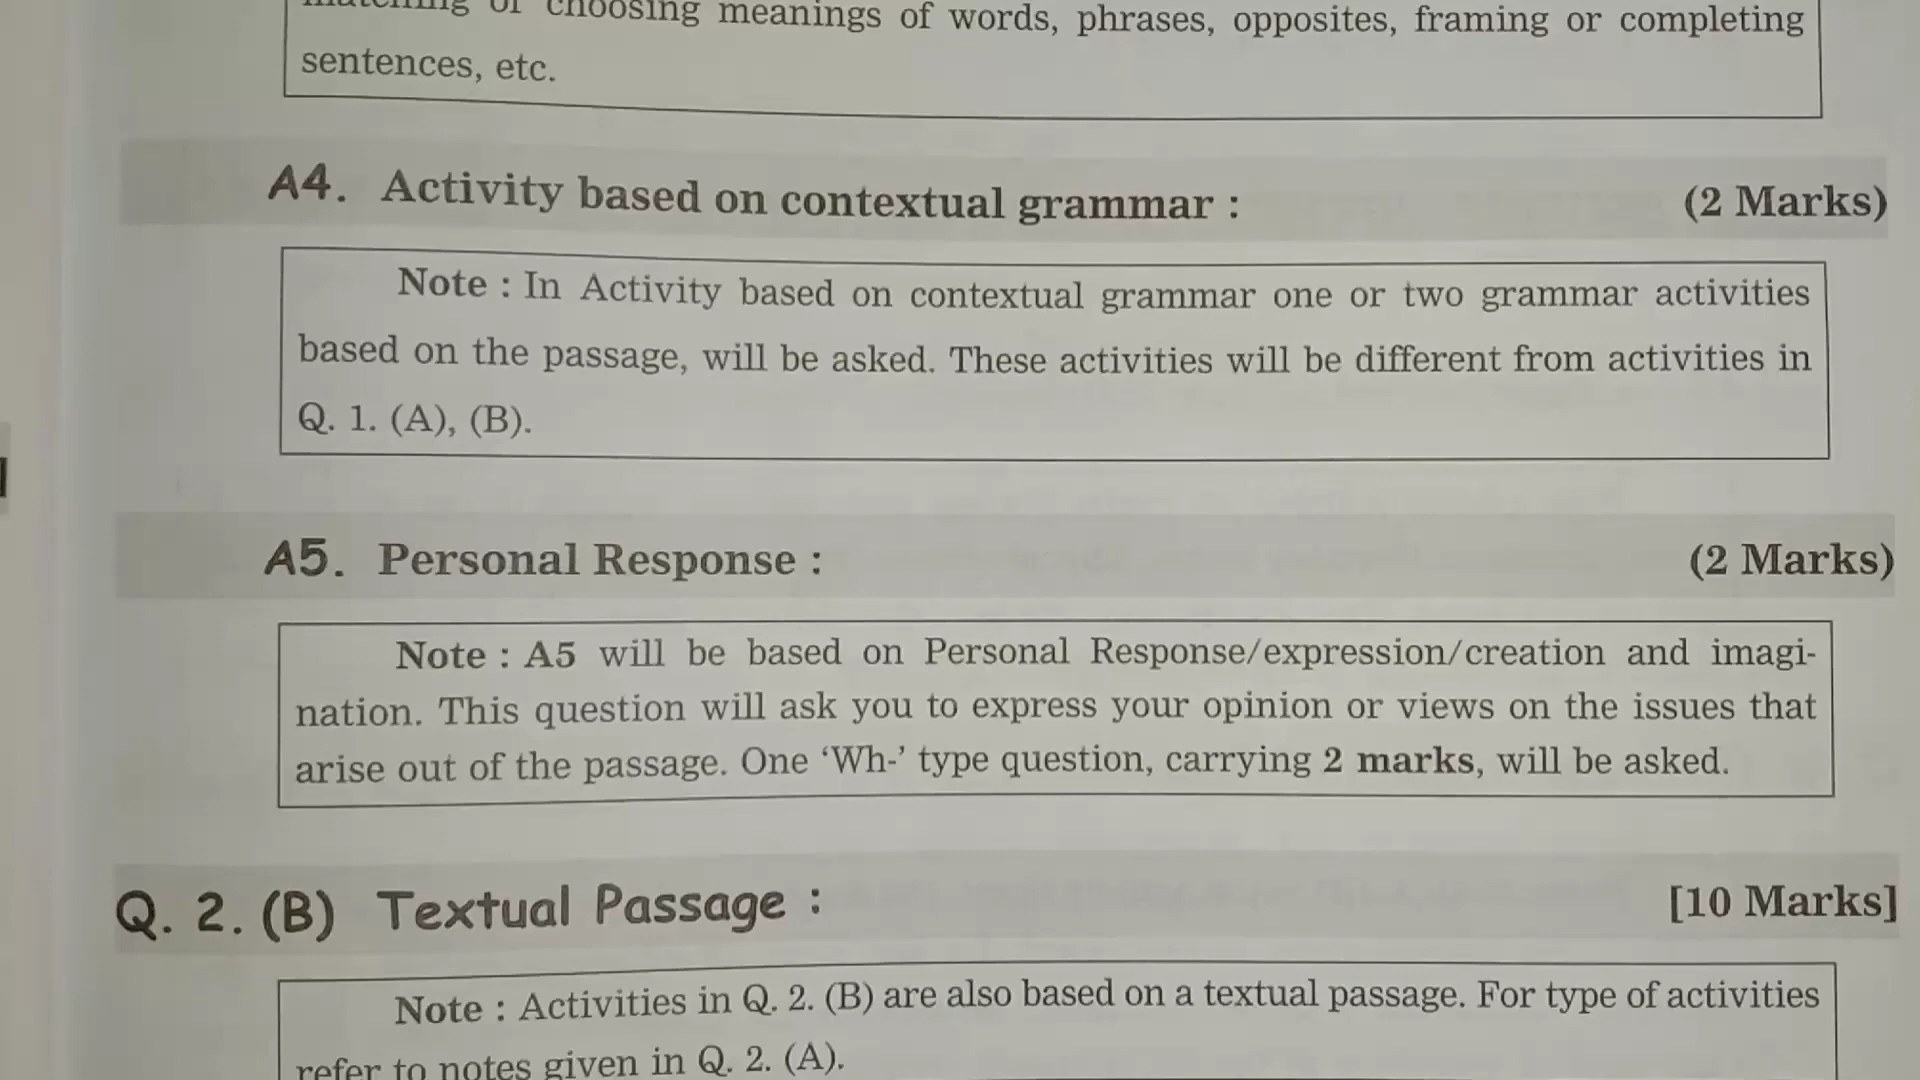 matching or choosing meanings of words, phrases, opposites, framing or completing
sentences, etc.
A4. Activity based on contextual grammar : (2 Marks)
Note : In Activity based on contextual grammar one or two grammar activities
based on the passage, will be asked. These activities will be different from activities in
Q. 1. (A), (B).
A5. Personal Response : (2 Marks)
Note : A5 will be based on Personal Response/expression/creation and imagi-
nation. This question will ask you to express your opinion or views on the issues that
arise out of the passage. One ‘Wh-’ type question, carrying 2 marks, will be asked.
Q. 2. (B) Textual Passage : [10 Marks]
Note : Activities in Q. 2. (B) are also based on a textual passage. For type of activities
refer to notes given in Q. 2. (A).